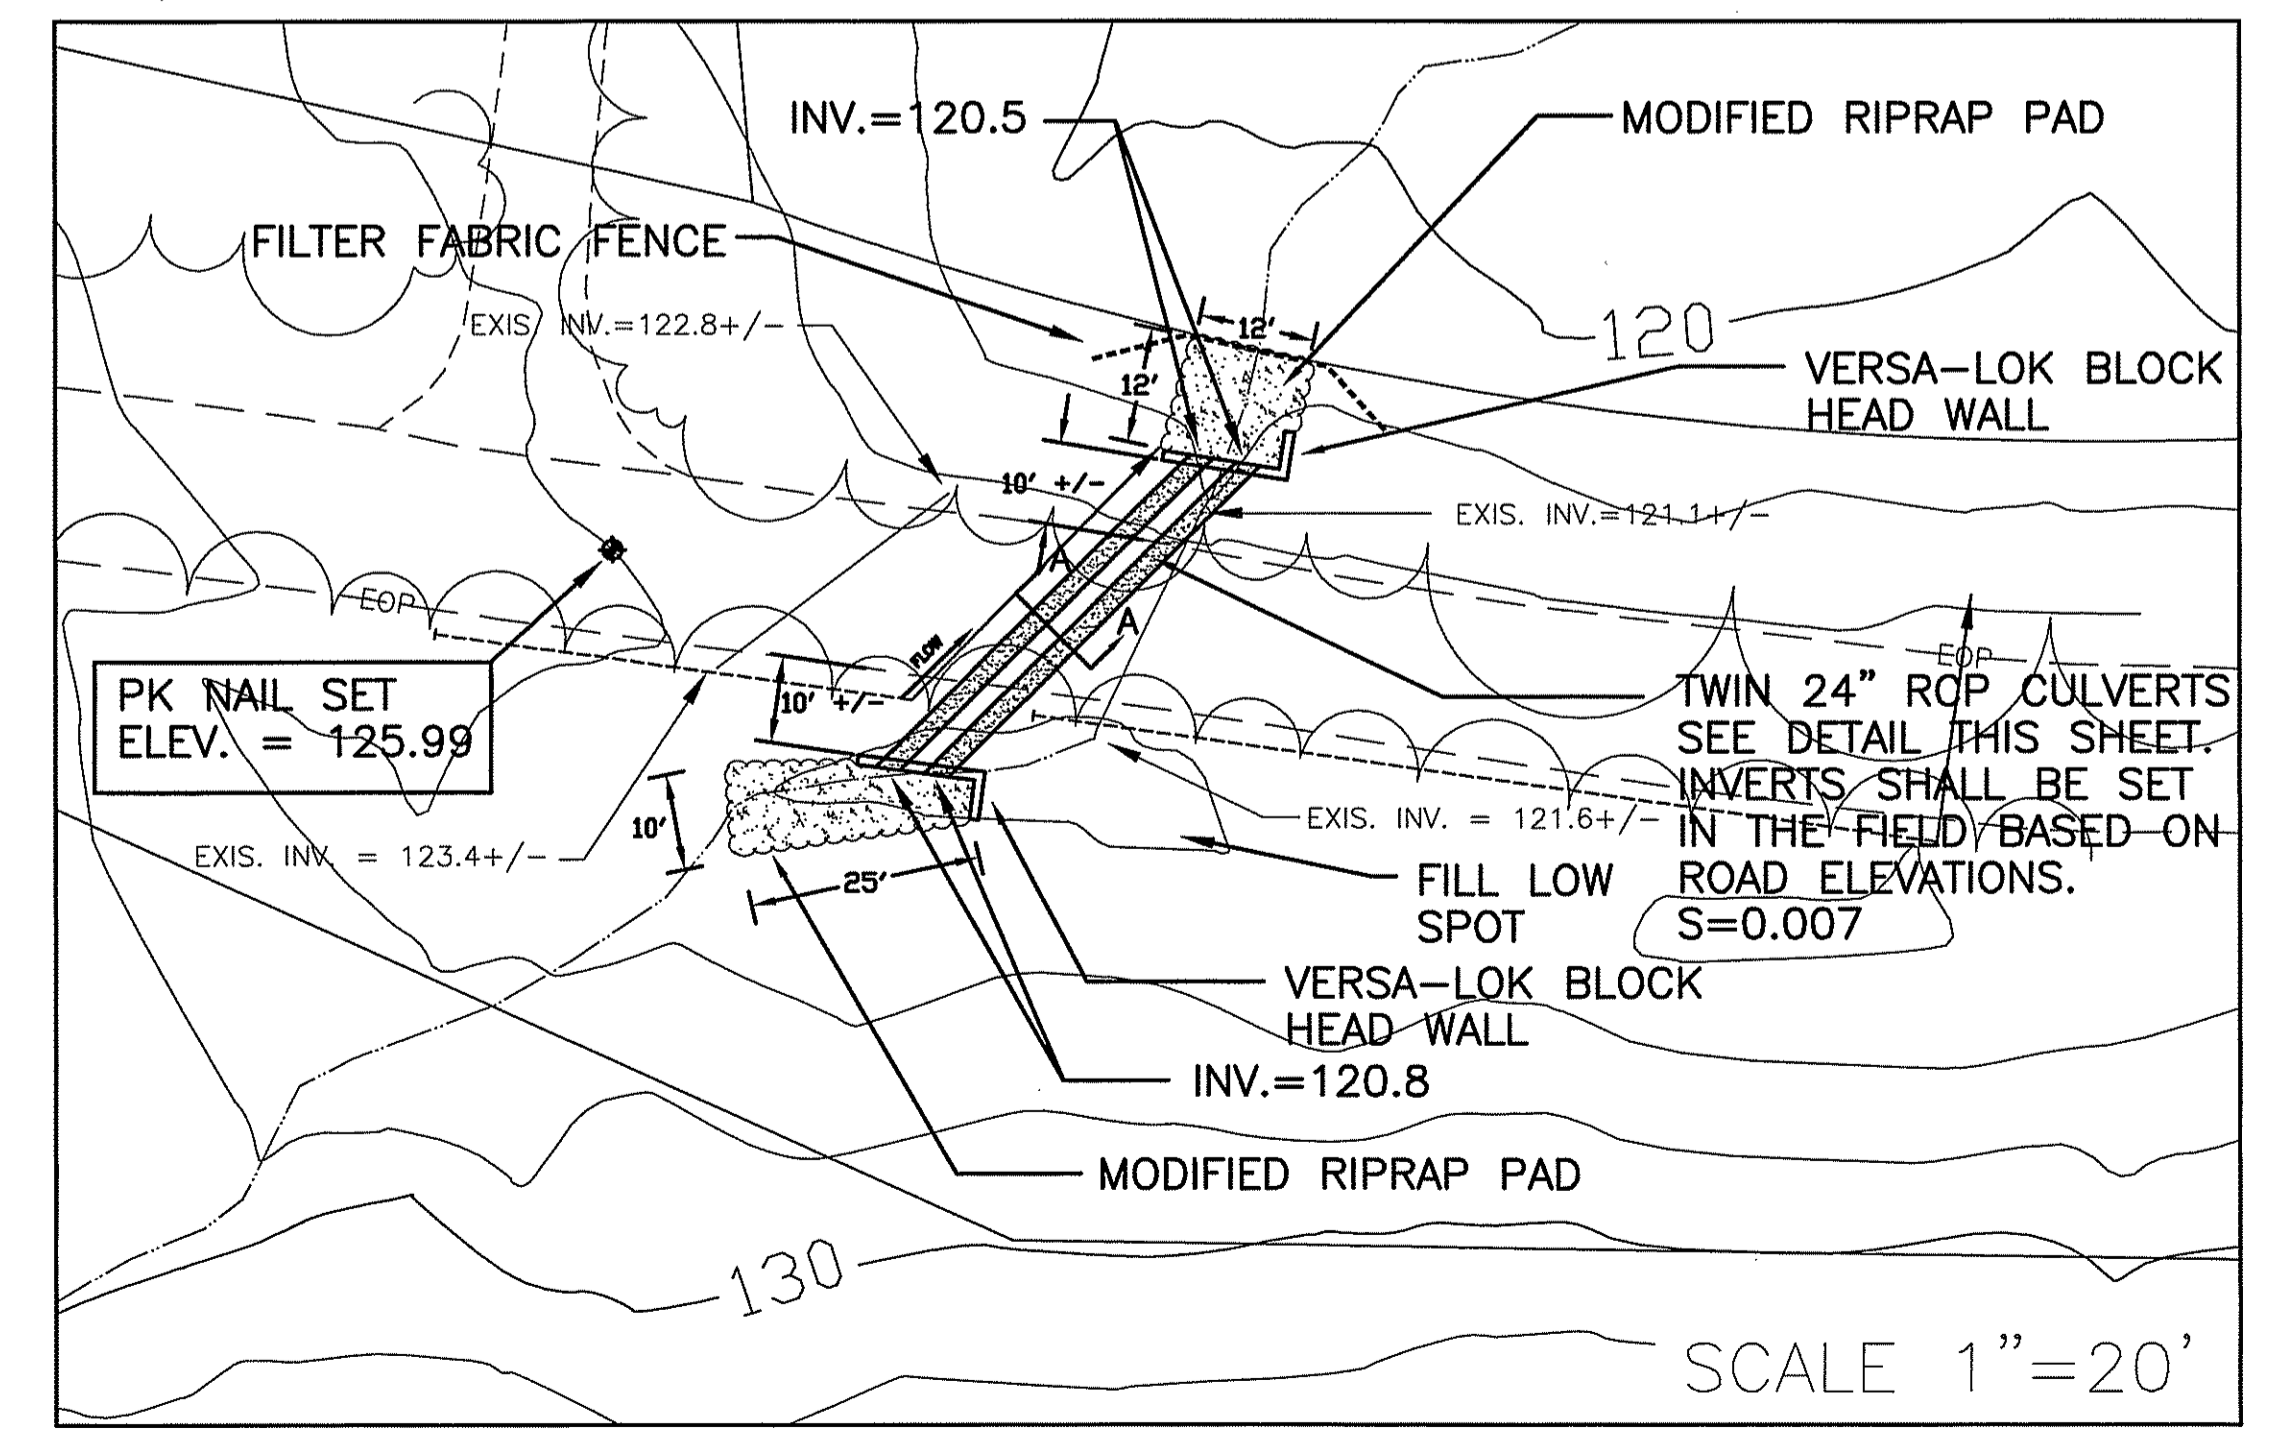 INV.=120.5
MODIFIED RIPRAP PAD
FILTER FABRIC FENCE
EXIS. INV.=122.8+/-
12'
120
12'
VERSA-LOK BLOCK
HEAD WALL
10' +/-
EXIS. INV.=121.1+/-
A
EOP
A
FLOW
EOP
PK NAIL SET
ELEV. = 125.99
10' +/-
TWIN 24" RCP CULVERTS
SEE DETAIL THIS SHEET.
INVERTS SHALL BE SET
IN THE FIELD BASED ON
ROAD ELEVATIONS.
S=0.007
10'
EXIS. INV. = 121.6+/-
EXIS. INV. = 123.4+/-
25'
FILL LOW
SPOT
VERSA-LOK BLOCK
HEAD WALL
INV.=120.8
MODIFIED RIPRAP PAD
130
SCALE 1"=20'